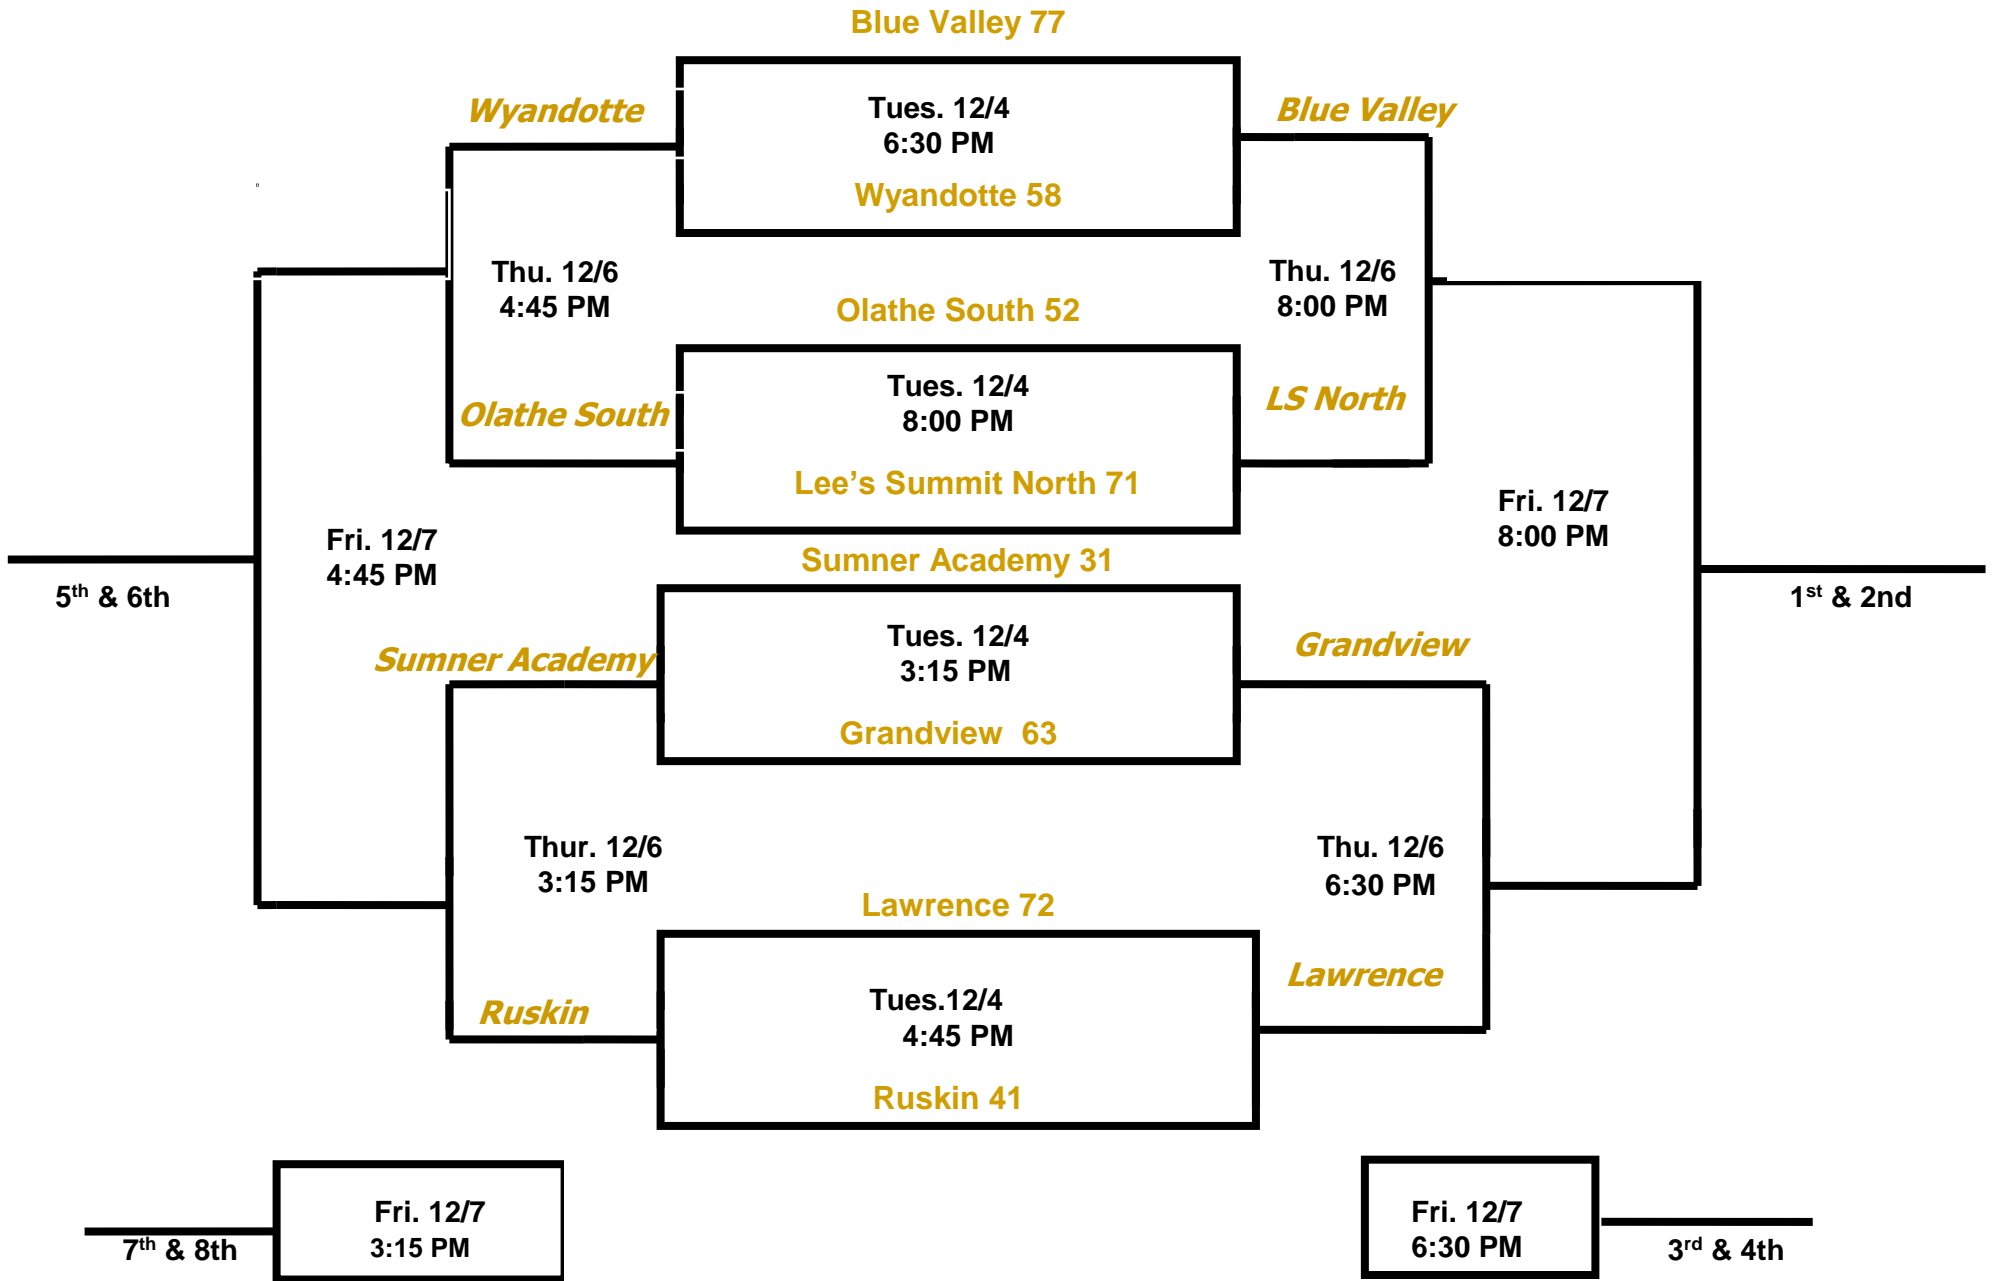 Blue Valley 77
Wyandotte
Tues. 12/4
6:30 PM
Blue Valley
Wyandotte 58
Thu. 12/6
4:45 PM
Thu. 12/6
8:00 PM
Olathe South 52
Olathe South
Tues. 12/4
8:00 PM
LS North
Lee’s Summit North 71
Fri. 12/7
4:45 PM
Fri. 12/7
8:00 PM
Sumner Academy 31
5th & 6th
1st & 2nd
Sumner Academy
Tues. 12/4
3:15 PM
Grandview
Grandview  63
Thur. 12/6
3:15 PM
Thu. 12/6
6:30 PM
Lawrence 72
Ruskin
Tues.12/4
4:45 PM
Lawrence
Ruskin 41
7th & 8th
Fri. 12/7
3:15 PM
Fri. 12/7
6:30 PM
3rd & 4th